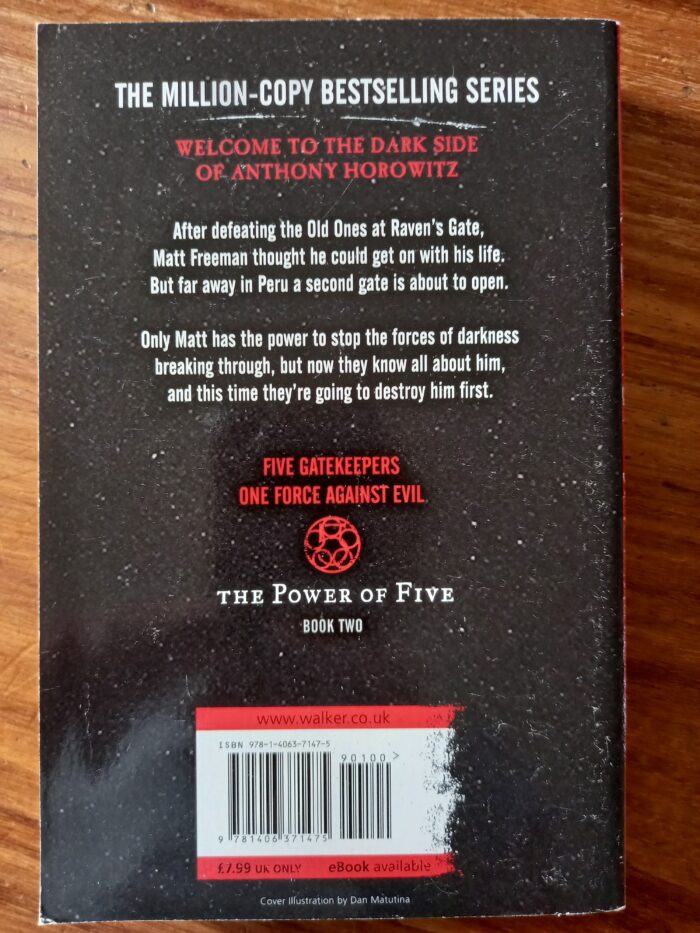 THE MILLION-COPY BESTSELLING SERIES
WELCOME TO THE DARK SIDE
OF ANTHONY HOROWITZ
After defeating the Old Ones at Raven's Gate,
Matt Freeman thought he could get on with his life.
But far away in Peru a second gate is about to open.
Only Matt has the power to stop the forces of darkness
breaking through, but now they know all about him,
and this time they're going to destroy him first.
FIVE GATEKEEPERS
ONE FORCE AGAINST EVIL
THE POWER OF FIVE
BOOK TWO
www.walker.co.uk
ISBN 978-1-4063-7147-5
90100>
9 781406 371475
£7.99 UK ONLY eBook available
Cover Illustration by Dan Matutina